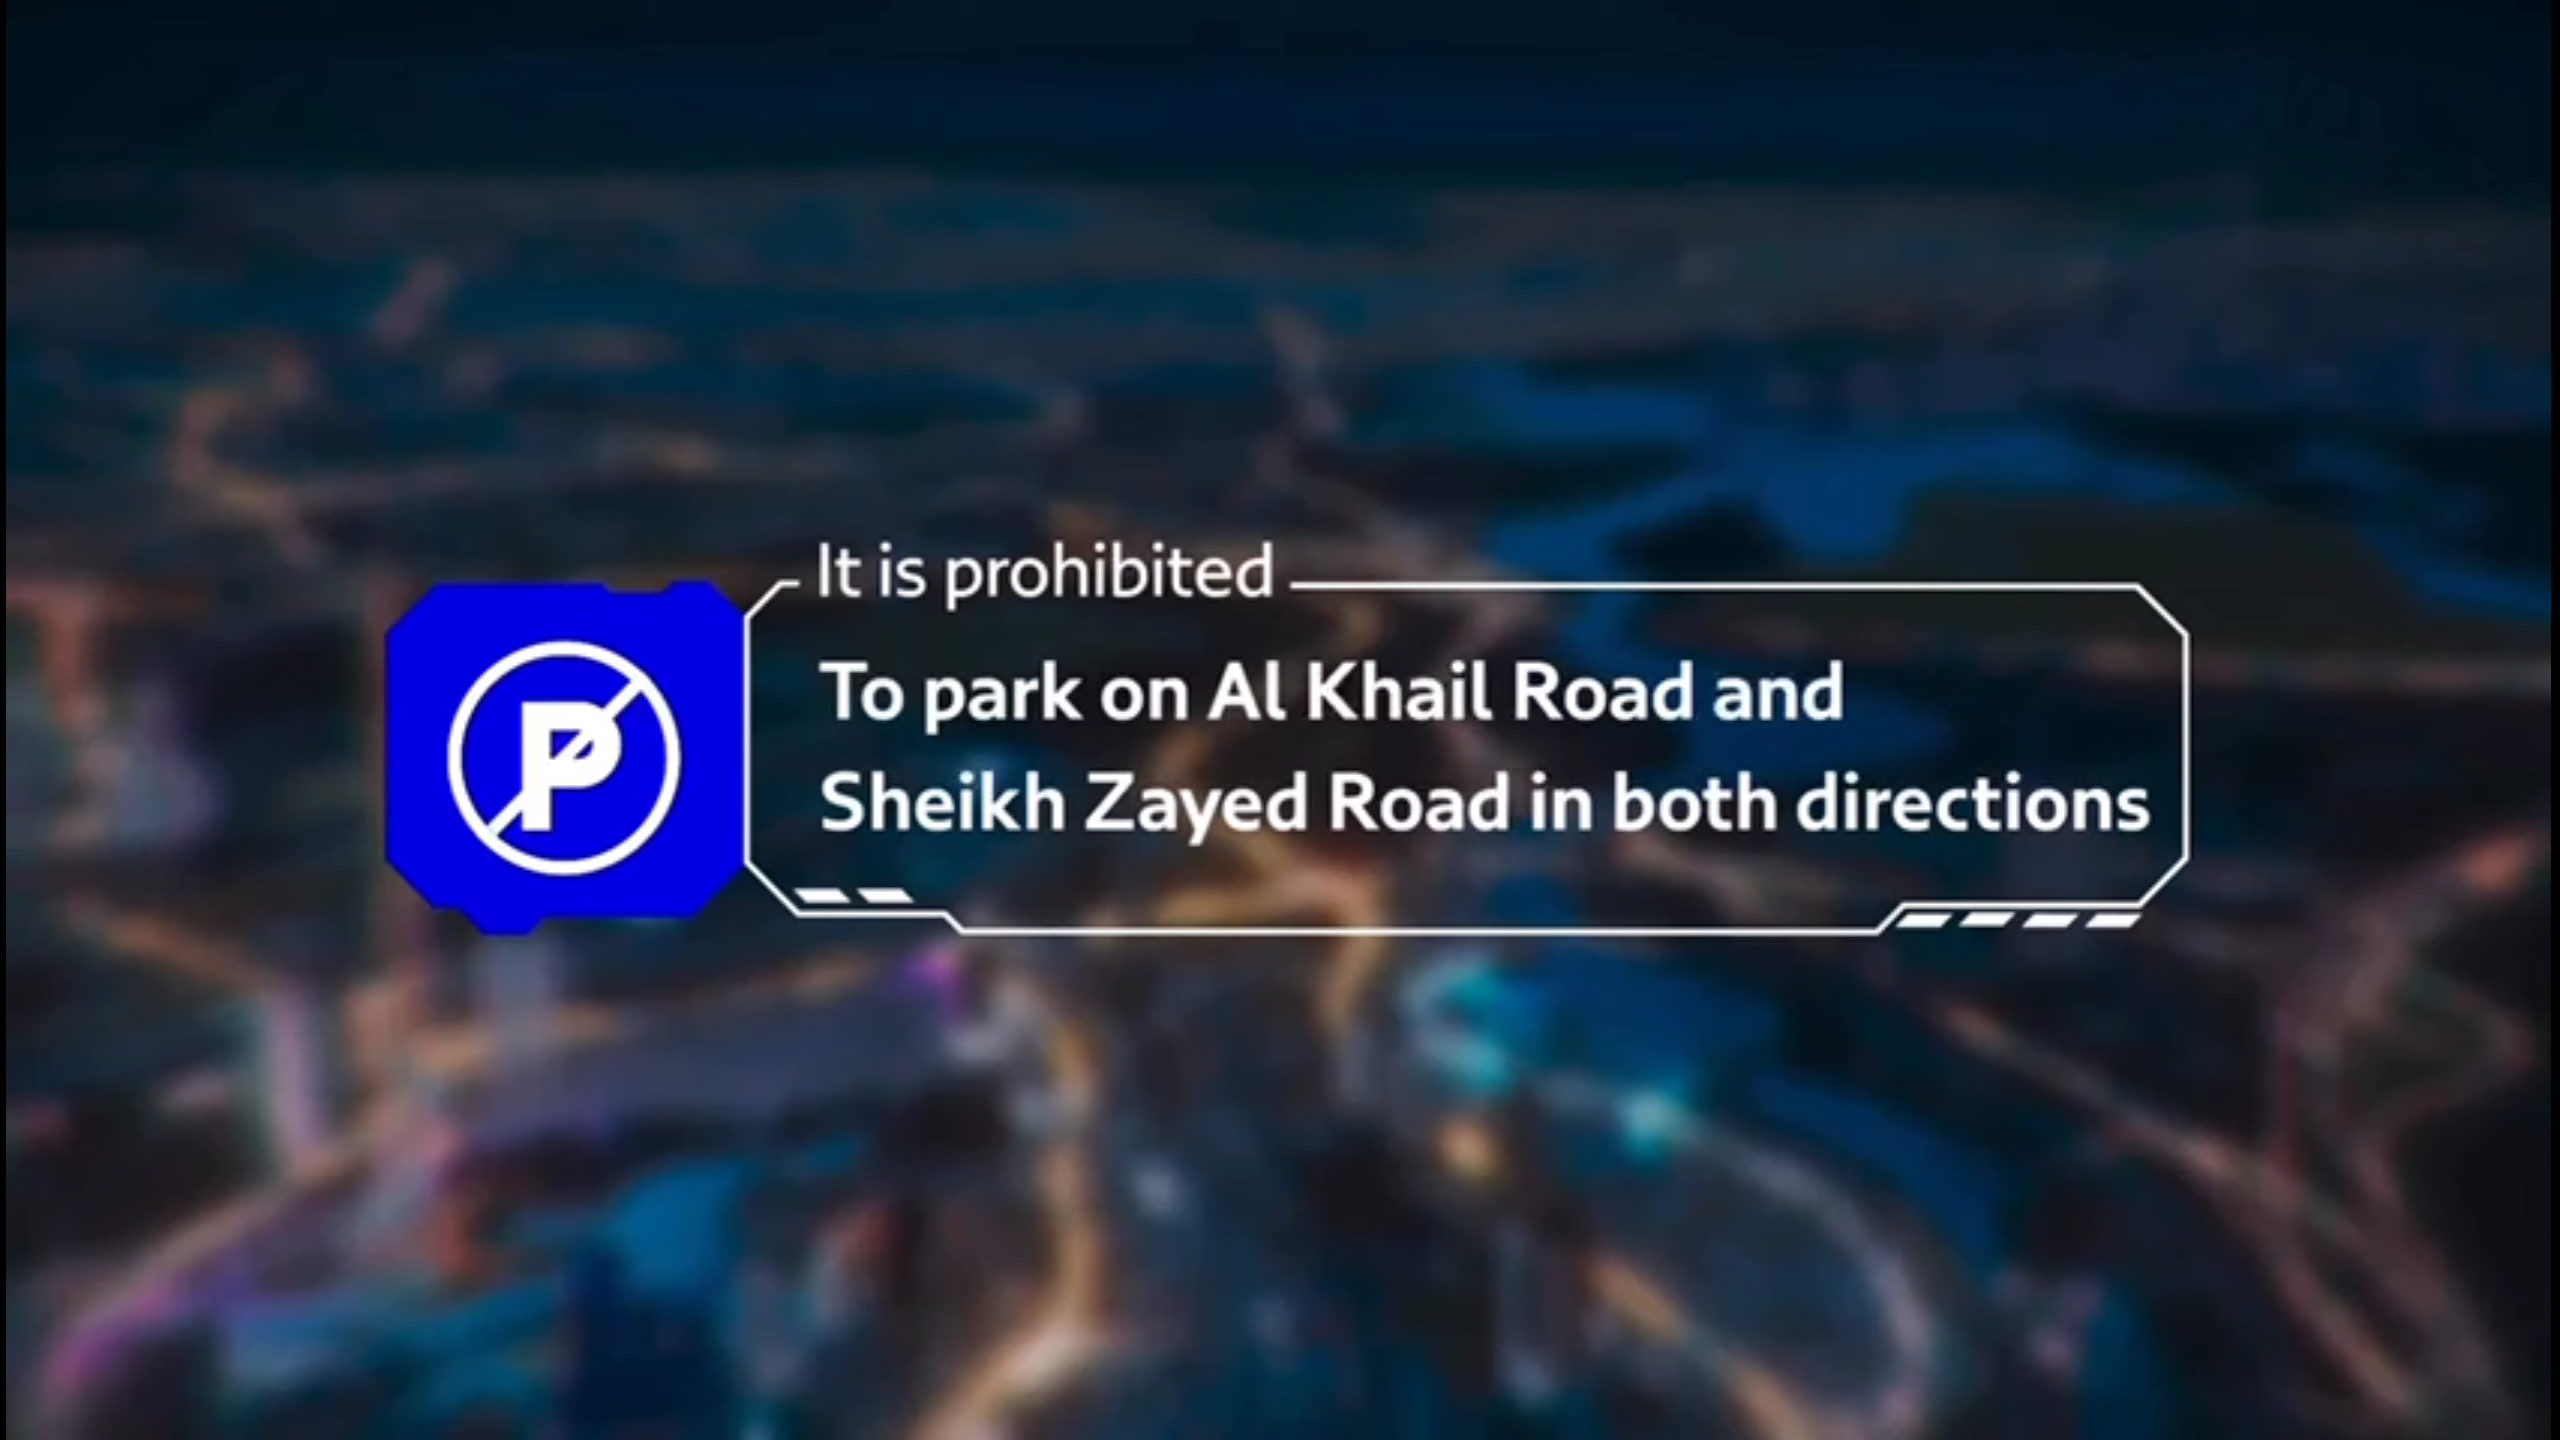 It is prohibited
To park on Al Khail Road and
Sheikh Zayed Road in both directions
P